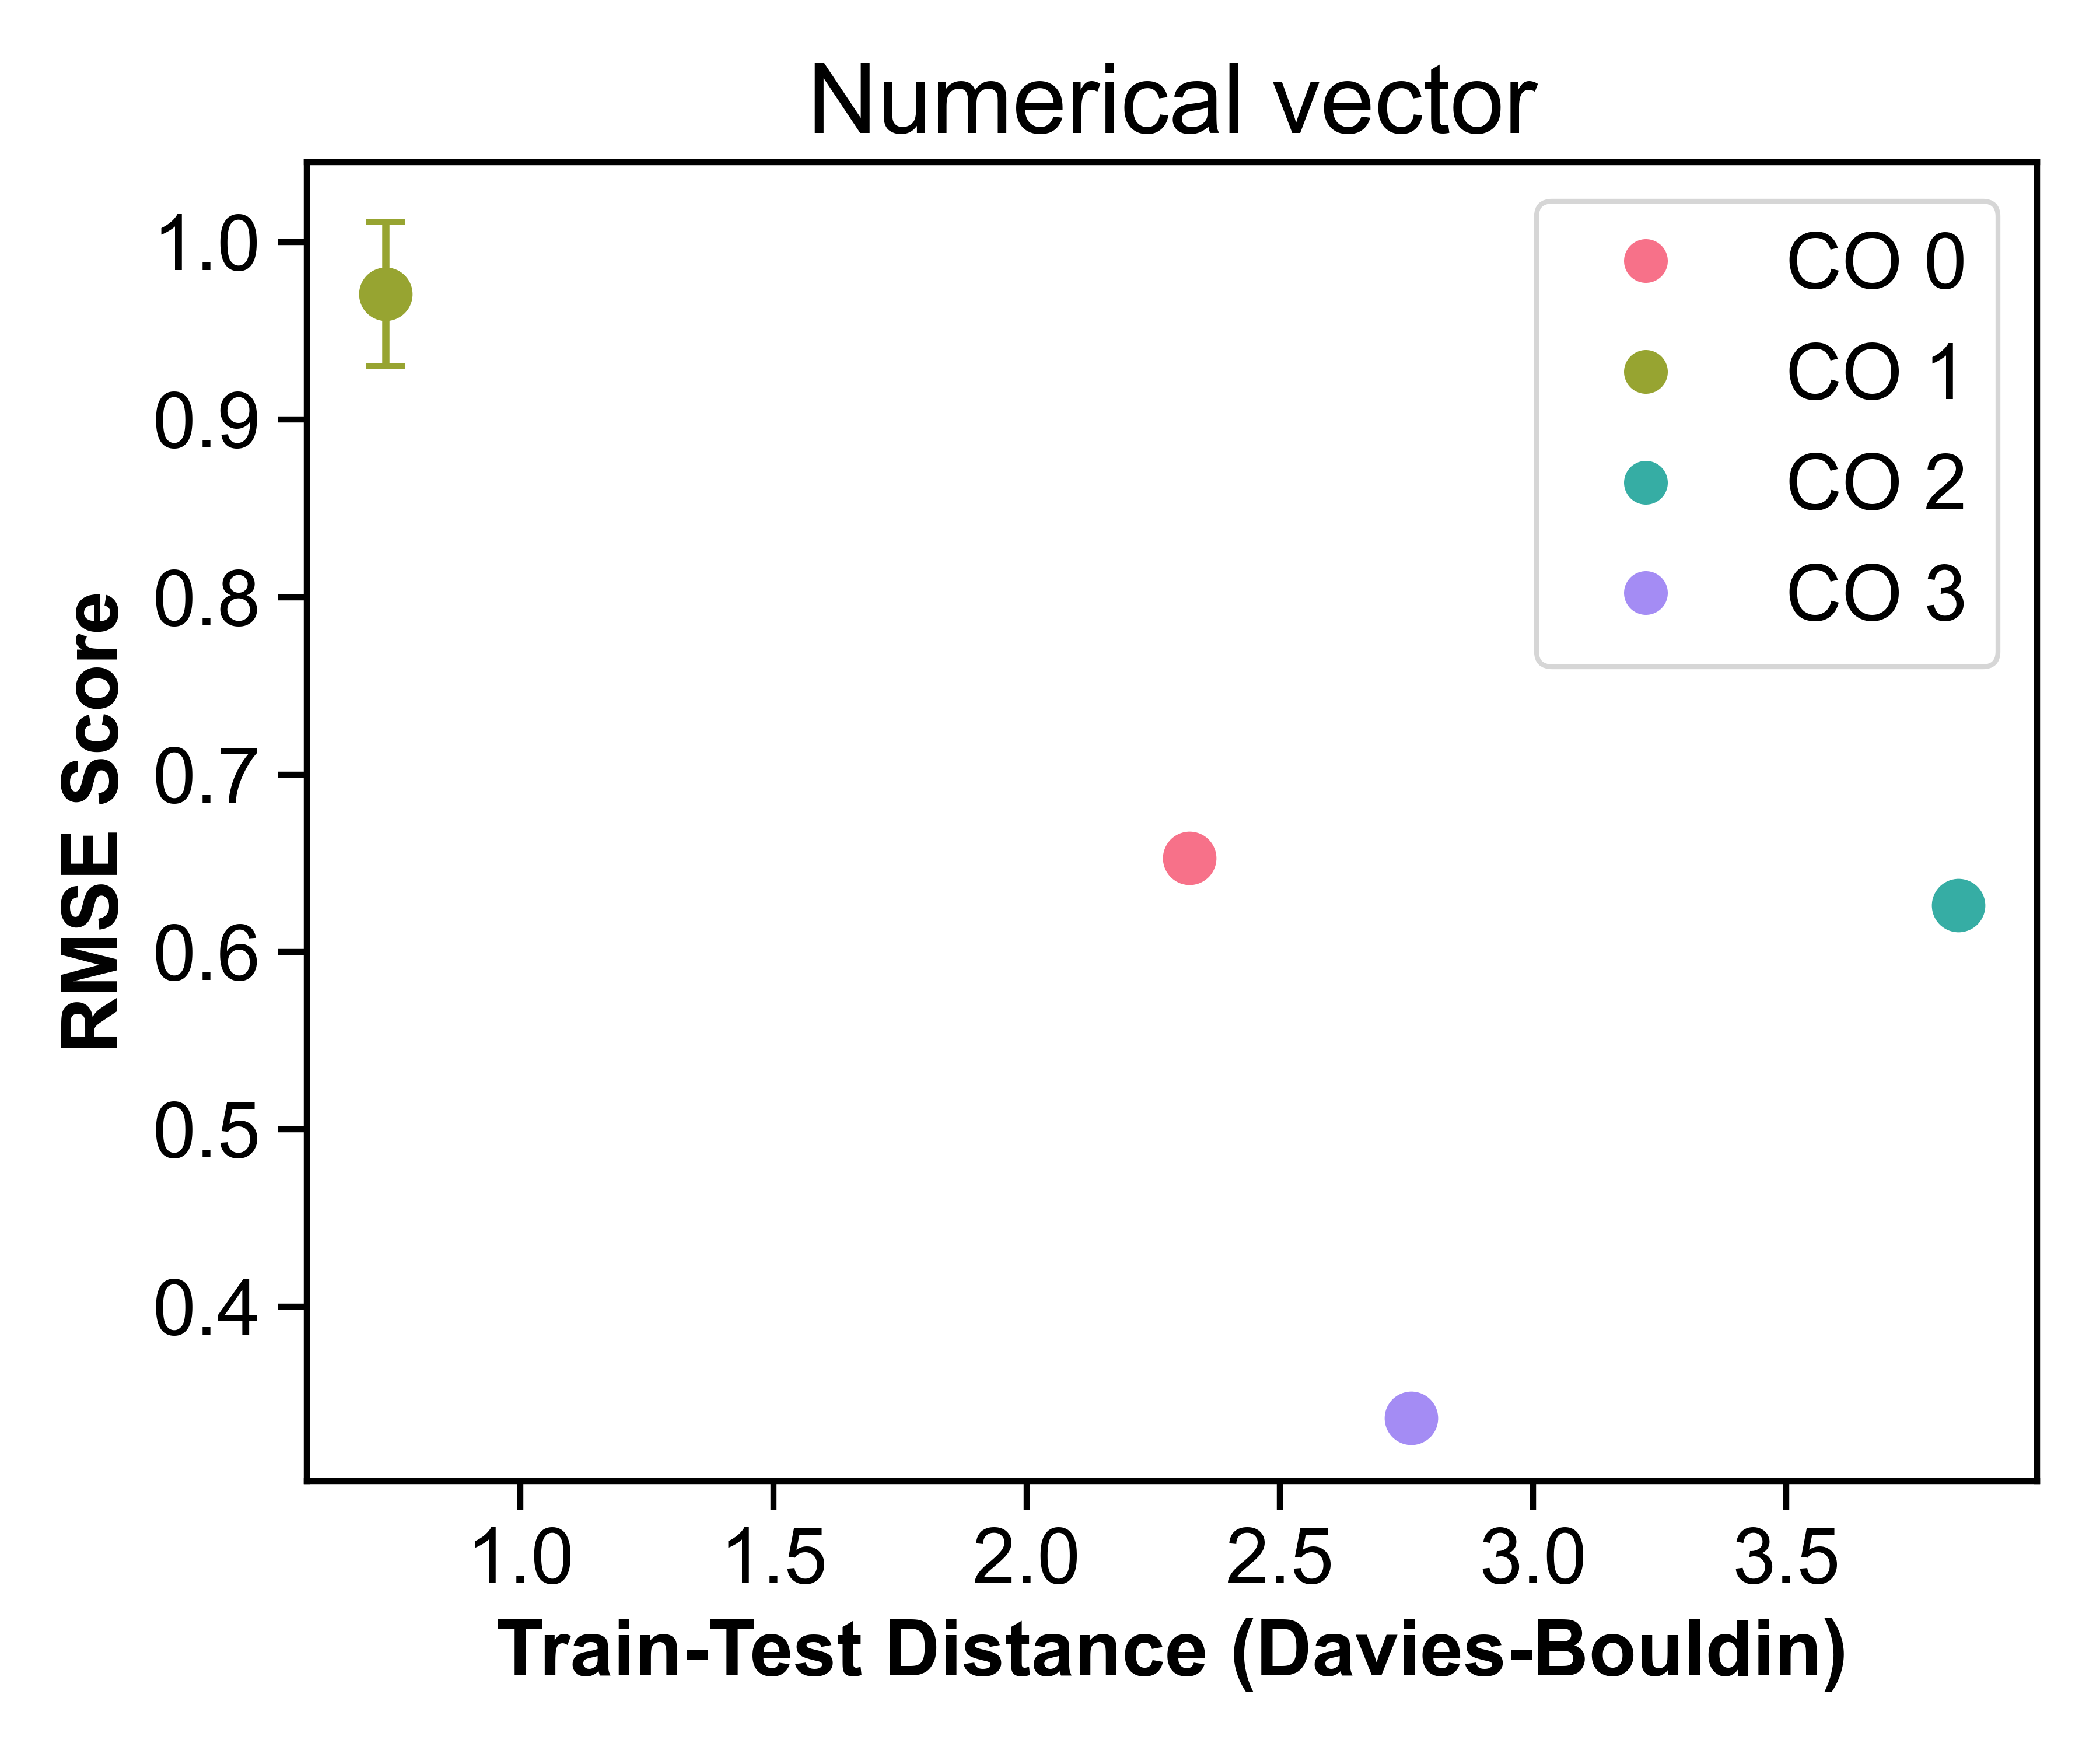 Numerical vector
1.0
0.9
0.8
0.7
0.6
0.5
0.4
RMSE Score
CO 0
CO 1
CO 2
CO 3
1.0 1.5 2.0 2.5 3.0 3.5
Train-Test Distance (Davies-Bouldin)